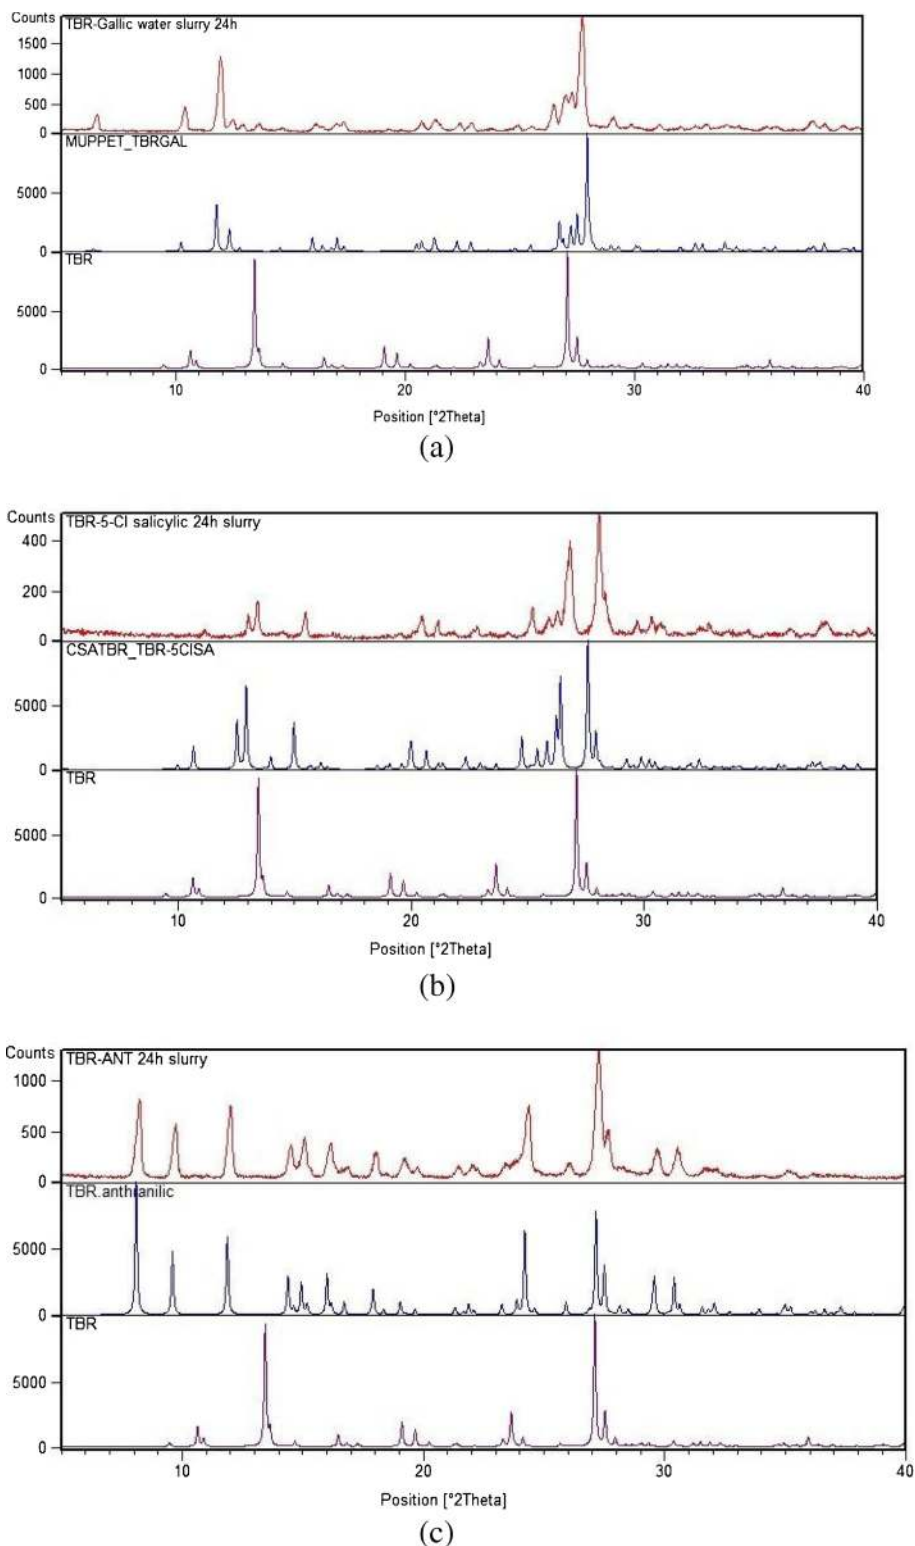 Counts
TBR-Gallic water slurry 24h
1500
1000
500
0
MUPPET_TBRGAL
5000
0
TBR
5000
0
10 20 30 40
Position [°2Theta]
(a)
Counts
TBR-5-Cl salicylic 24h slurry
400
200
0
CSATBR_TBR-5ClSA
5000
0
TBR
5000
0
10 20 30 40
Position [°2Theta]
(b)
Counts
TBR-ANT 24h slurry
1000
500
0
TBR.anthranilic
5000
0
TBR
5000
0
10 20 30 40
Position [°2Theta]
(c)